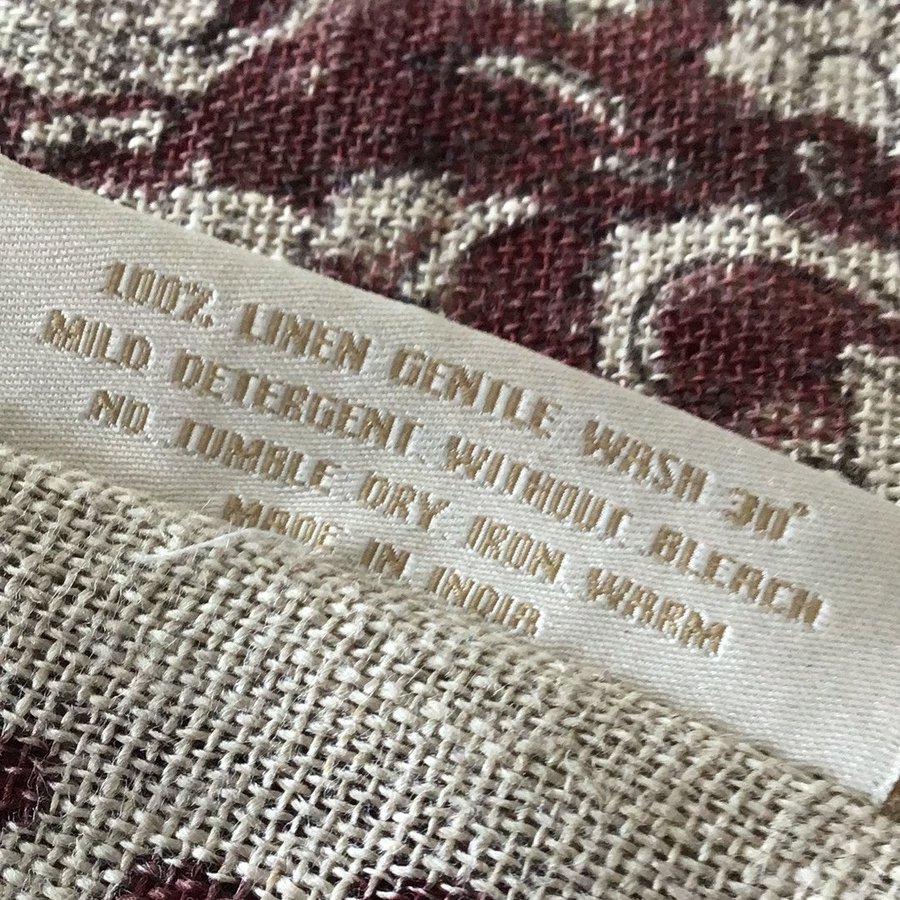 100% LINEN GENTLE WASH 30°
MILD DETERGENT WITHOUT BLEACH
NO TUMBLE DRY IRON WARM
MADE IN INDIA